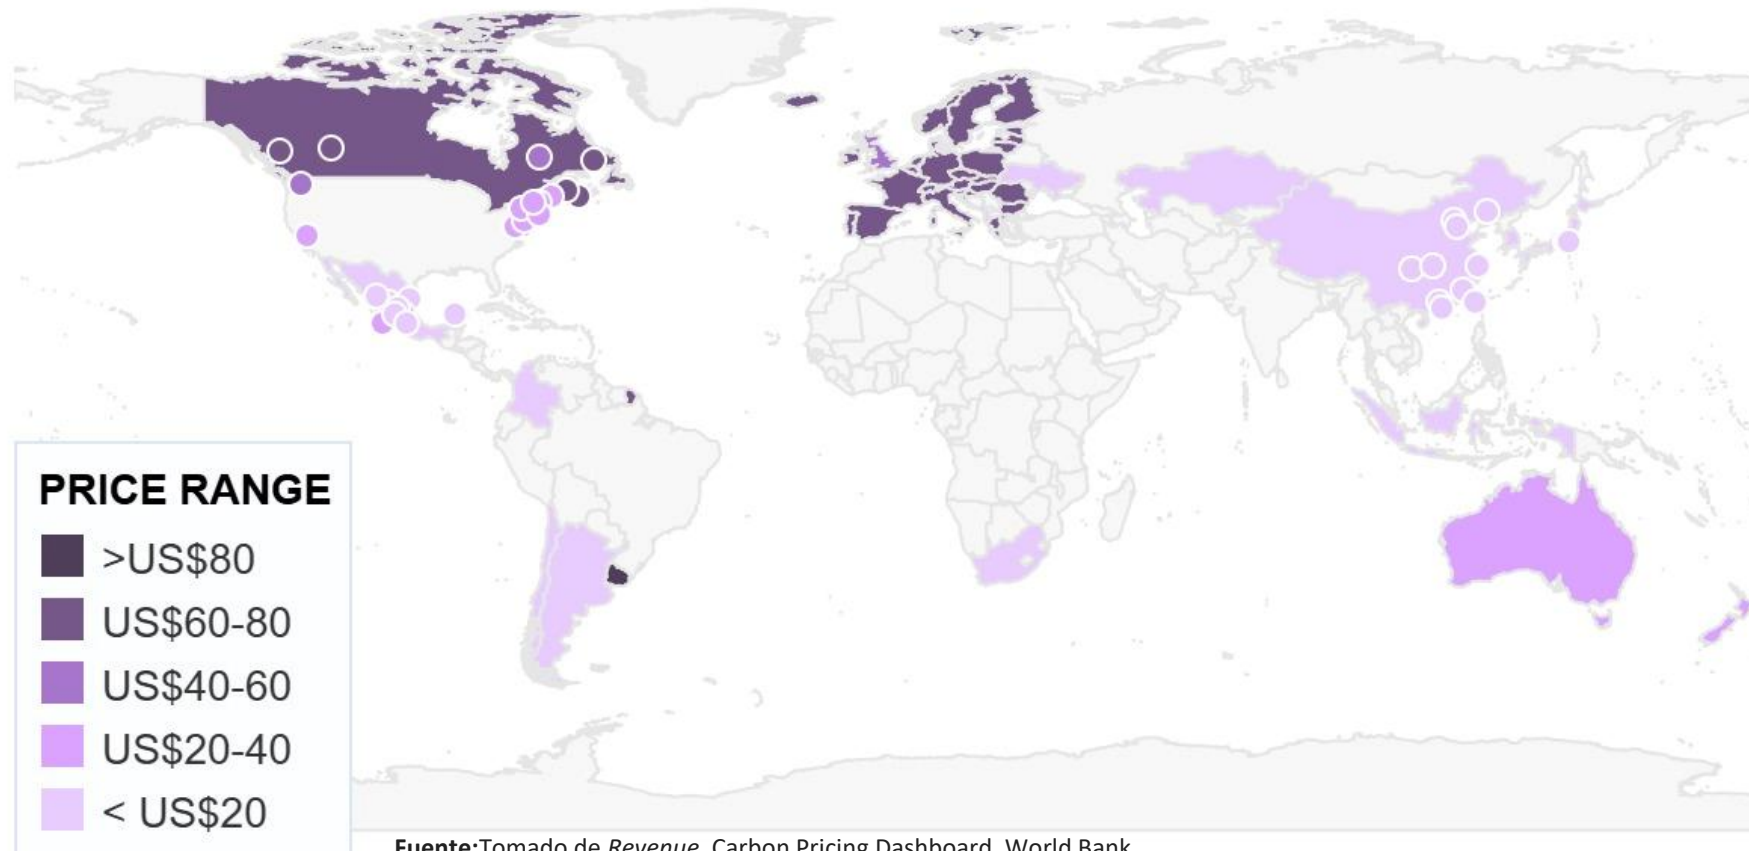 PRICE RANGE
>US$80
US$60-80
US$40-60
US$20-40
< US$20
Fuente:Tomado de Revenue. Carbon Pricing Dashboard. World Bank